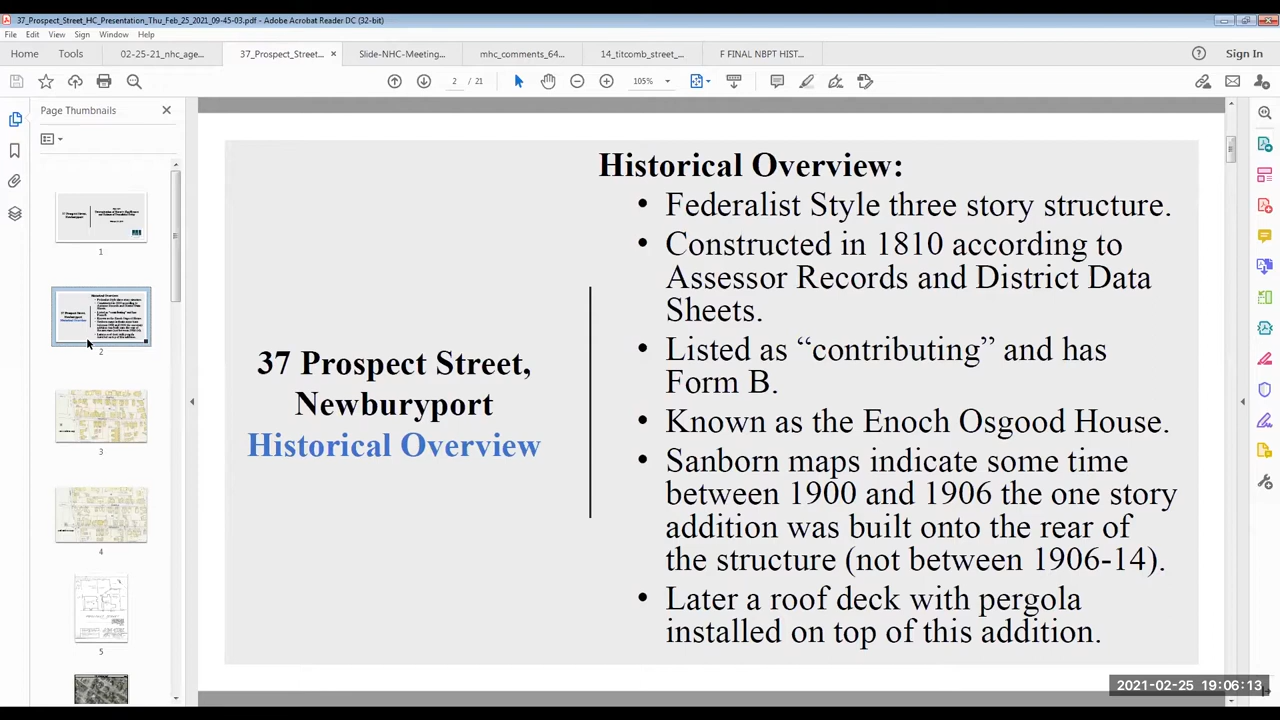 37_Prospect_Street_HC_Presentation_Thu_Feb_25_2021_09-45-03.pdf - Adobe Acrobat Reader DC (32-bit)
File Edit View Sign Window Help
Home Tools 02-25-21_nhc_age... 37_Prospect_Street... × Slide-NHC-Meeting... mhc_comments_64... 14_titcomb_street_... F FINAL NBPT HIST... Sign In
2 / 21 105%
Page Thumbnails
1
2
3
4
5
37 Prospect Street,
Newburyport
Historical Overview
Historical Overview:
• Federalist Style three story structure.
• Constructed in 1810 according to
Assessor Records and District Data
Sheets.
• Listed as “contributing” and has
Form B.
• Known as the Enoch Osgood House.
• Sanborn maps indicate some time
between 1900 and 1906 the one story
addition was built onto the rear of
the structure (not between 1906-14).
• Later a roof deck with pergola
installed on top of this addition.
2021-02-25 19:06:13